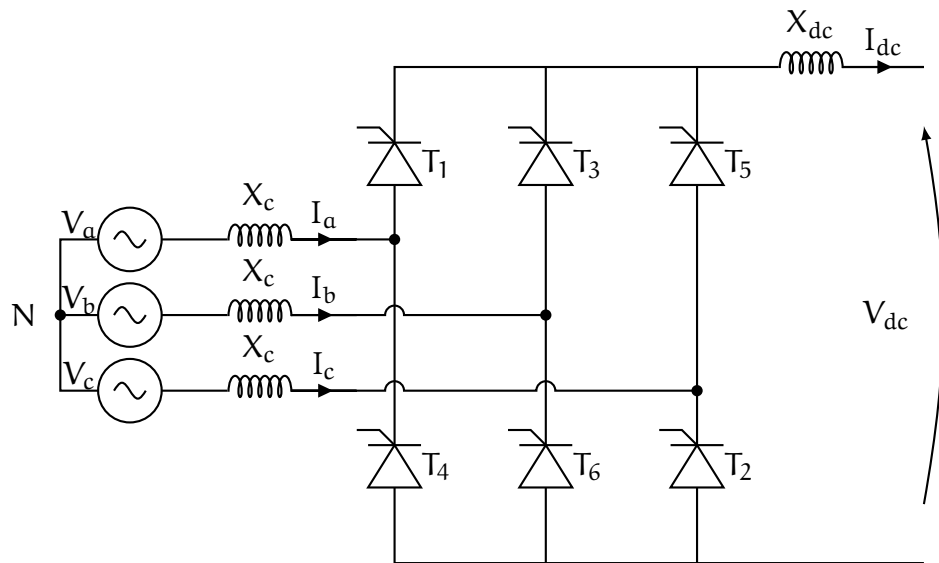 X_dc
I_dc
T_1
T_3
T_5
V_a
X_c
I_a
N
V_b
X_c
I_b
V_dc
V_c
X_c
I_c
T_4
T_6
T_2